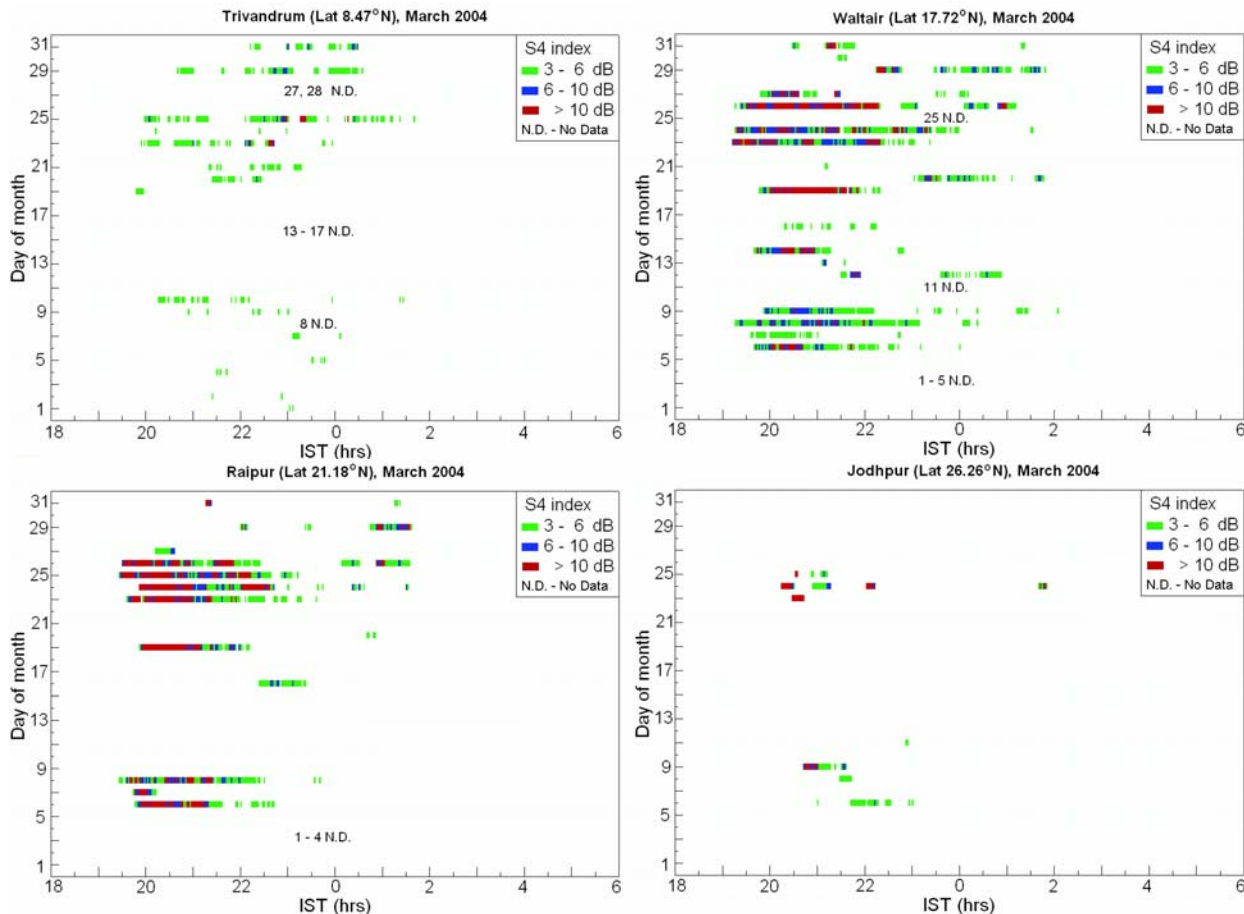 Trivandrum (Lat 8.47°N), March 2004
S4 index
3 - 6 dB
6 - 10 dB
> 10 dB
N.D. - No Data
27, 28 N.D.
13 - 17 N.D.
8 N.D.
Day of month
31
29
25
21
17
13
9
5
1
18 20 22 0 2 4 6
IST (hrs)
Waltair (Lat 17.72°N), March 2004
S4 index
3 - 6 dB
6 - 10 dB
> 10 dB
N.D. - No Data
25 N.D.
11 N.D.
1 - 5 N.D.
Day of month
31
29
25
21
17
13
9
5
1
18 20 22 0 2 4 6
IST (hrs)
Raipur (Lat 21.18°N), March 2004
S4 index
3 - 6 dB
6 - 10 dB
> 10 dB
N.D. - No Data
1 - 4 N.D.
Day of month
31
29
25
21
17
13
9
5
1
18 20 22 0 2 4 6
IST (hrs)
Jodhpur (Lat 26.26°N), March 2004
S4 index
3 - 6 dB
6 - 10 dB
> 10 dB
N.D. - No Data
Day of month
31
29
25
21
17
13
9
5
1
18 20 22 0 2 4 6
IST (hrs)